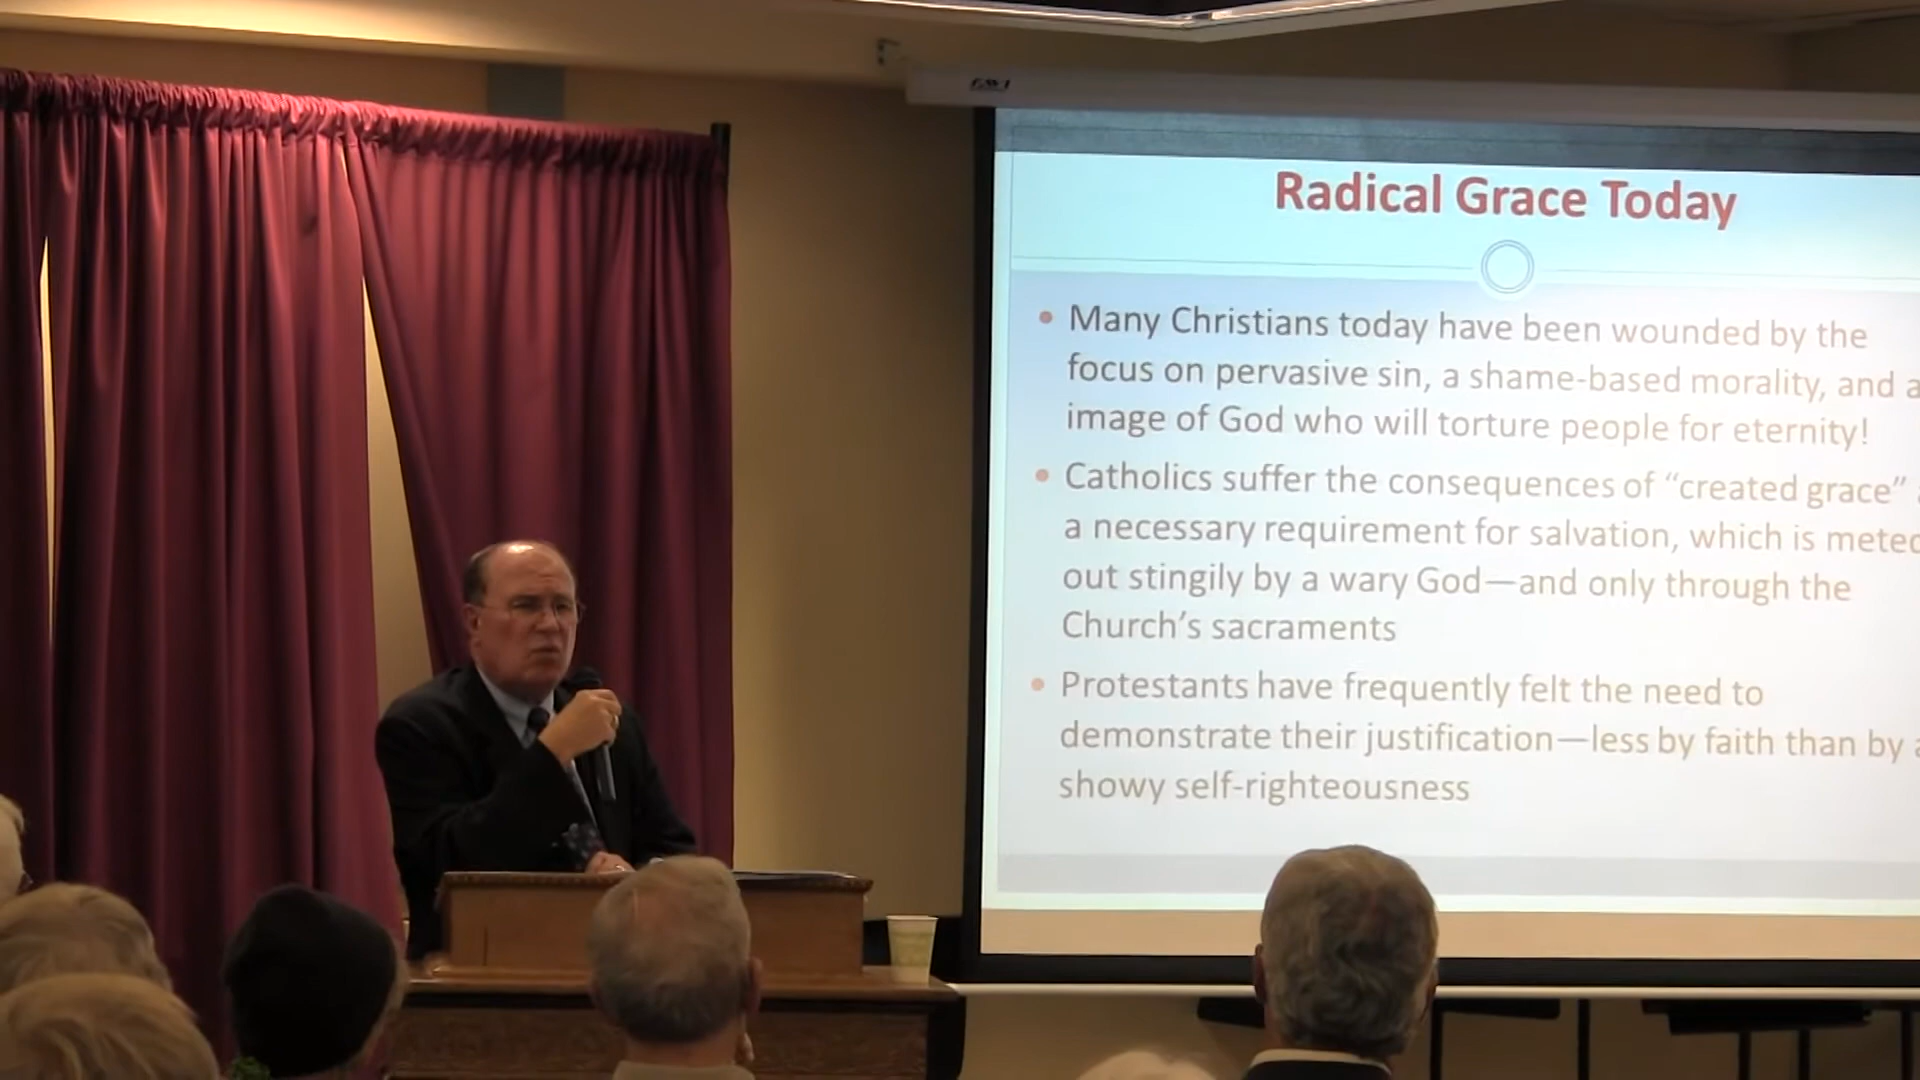 Radical Grace Today
• Many Christians today have been wounded by the
focus on pervasive sin, a shame-based morality, and
image of God who will torture people for eternity!
• Catholics suffer the consequences of “created grace”
a necessary requirement for salvation, which is
out stingily by a wary God—and only through the
Church’s sacraments
• Protestants have frequently felt the need to
demonstrate their justification—less by faith than by
showy self-righteousness